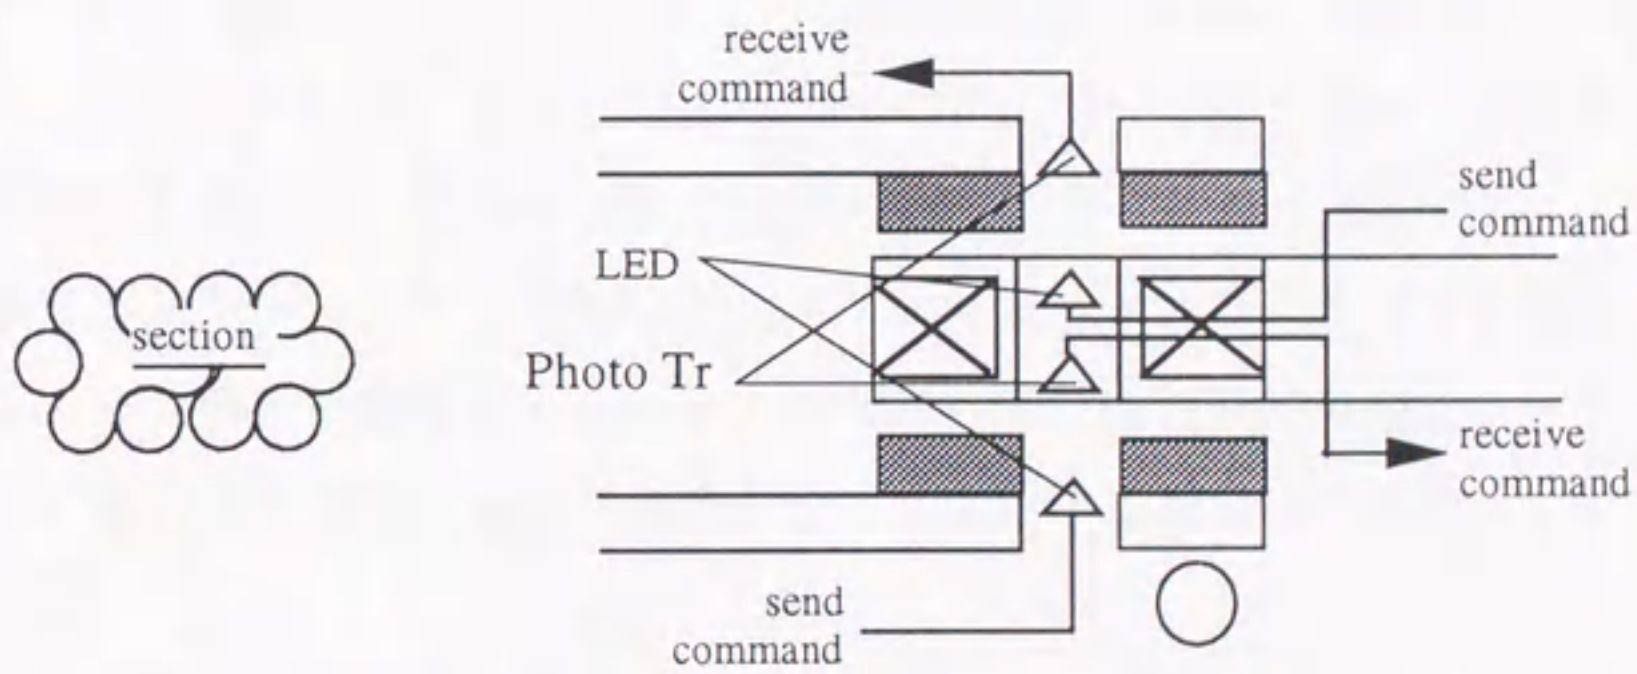 receive
command
send
command
LED
section
Photo Tr
receive
command
send
command